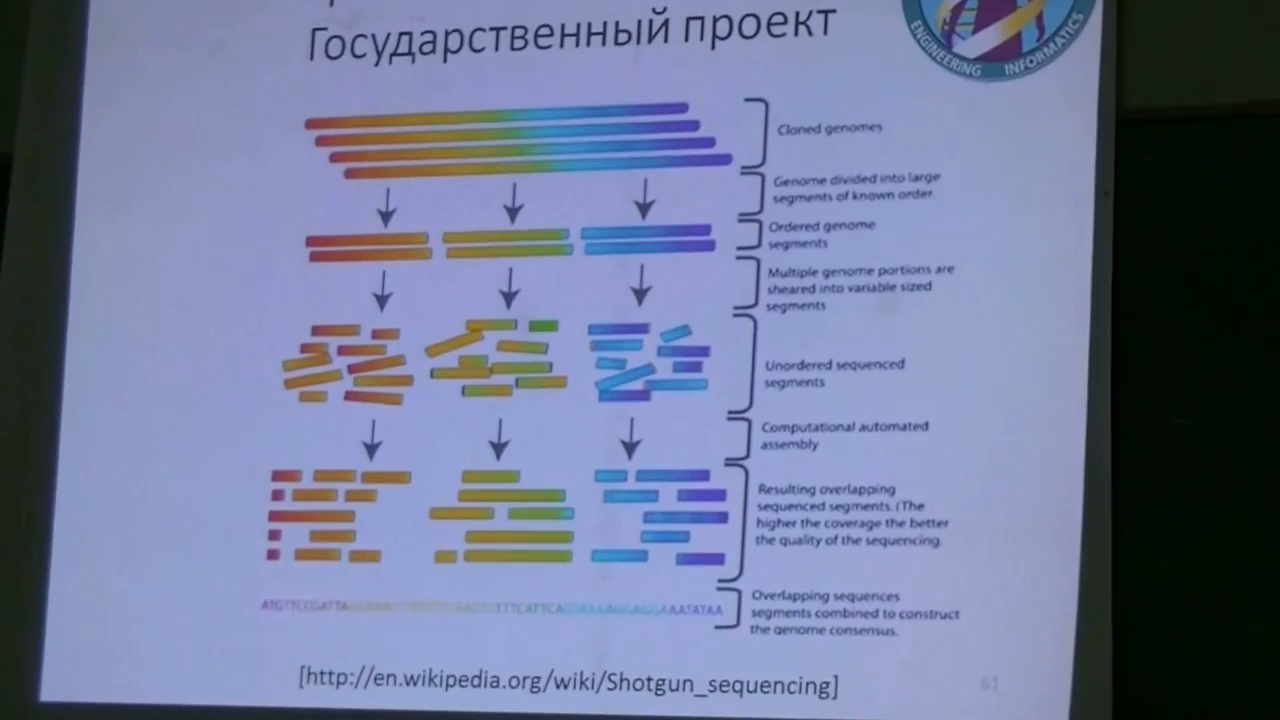 Государственный проект
ENGINEERING INFORMATICS
Cloned genomes
Genome divided into large
segments of known order.
Ordered genome
segments
Multiple genome portions are
sheared into variable sized
segments
Unordered sequenced
segments
Computational automated
assembly
Resulting overlapping
sequenced segments. (The
higher the coverage the better
the quality of the sequencing.
Overlapping sequences
segments combined to construct
the genome consensus.
[http://en.wikipedia.org/wiki/Shotgun_sequencing]
61